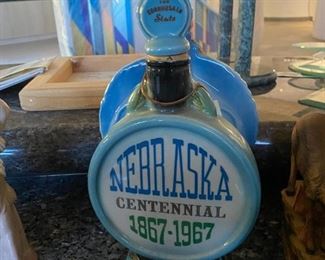 THE
CORNHUSKER
State
NEBRASKA
CENTENNIAL
1867-1967